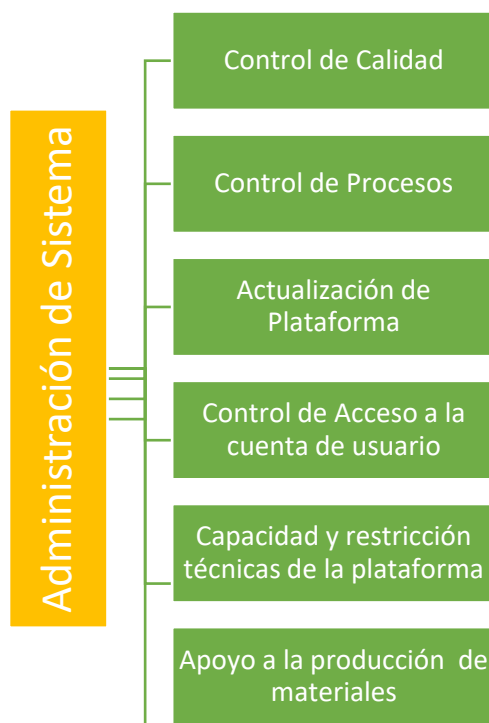 Administración de Sistema
Control de Calidad
Control de Procesos
Actualización de
Plataforma
Control de Acceso a la
cuenta de usuario
Capacidad y restricción
técnicas de la plataforma
Apoyo a la producción  de
materiales